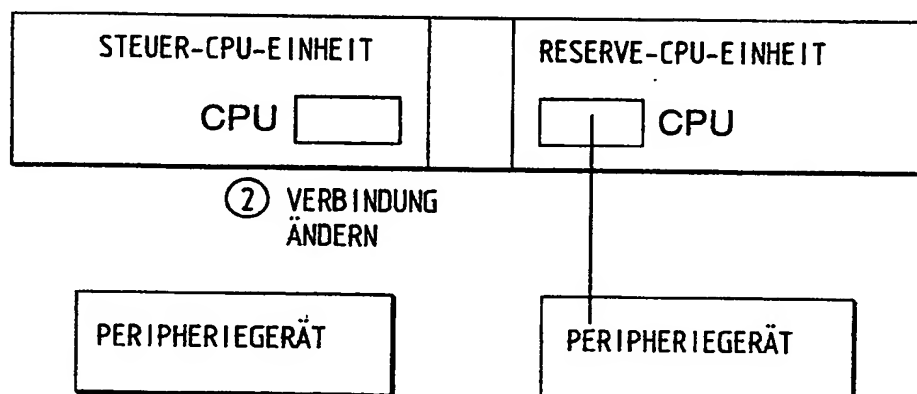 STEUER-CPU-EINHEIT
RESERVE-CPU-EINHEIT
CPU
CPU
② VERBINDUNG
ÄNDERN
PERIPHERIEGERÄT
PERIPHERIEGERÄT